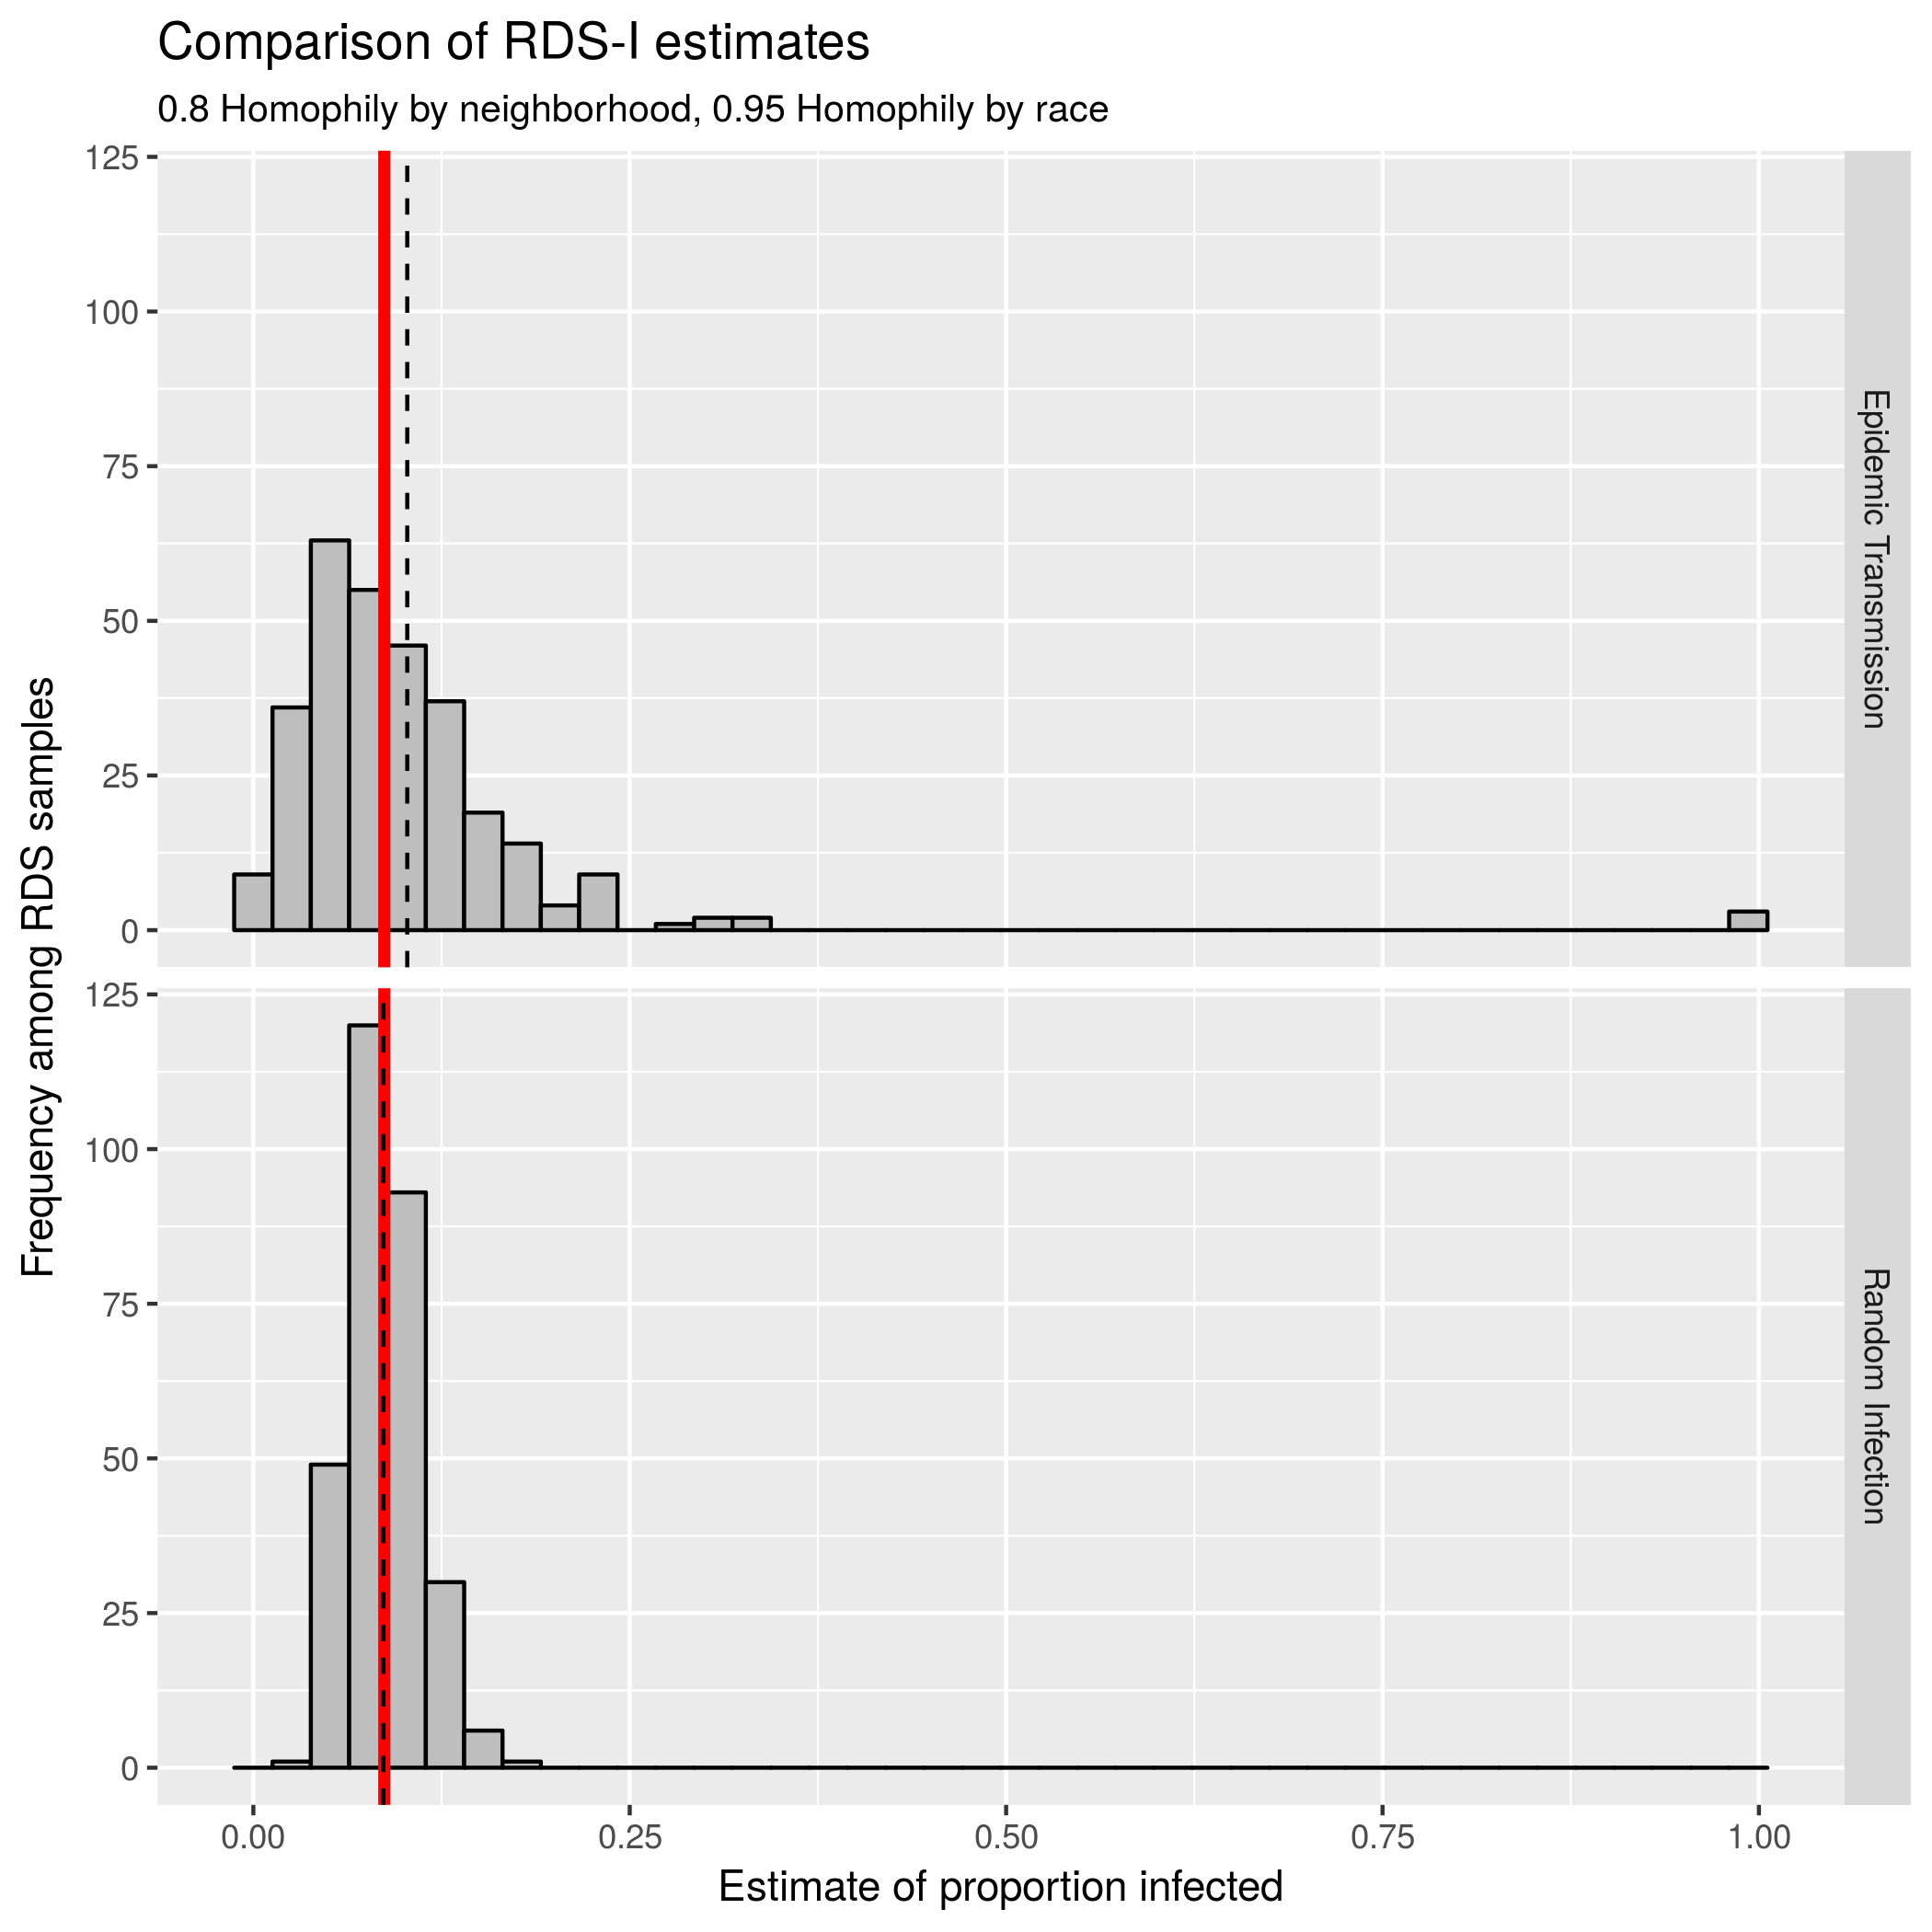 Comparison of RDS-I estimates
0.8 Homophily by neighborhood, 0.95 Homophily by race
Frequency among RDS samples
125
100
75
50
25
0
Epidemic Transmission
125
100
75
50
25
0
Random Infection
0.00 0.25 0.50 0.75 1.00
Estimate of proportion infected